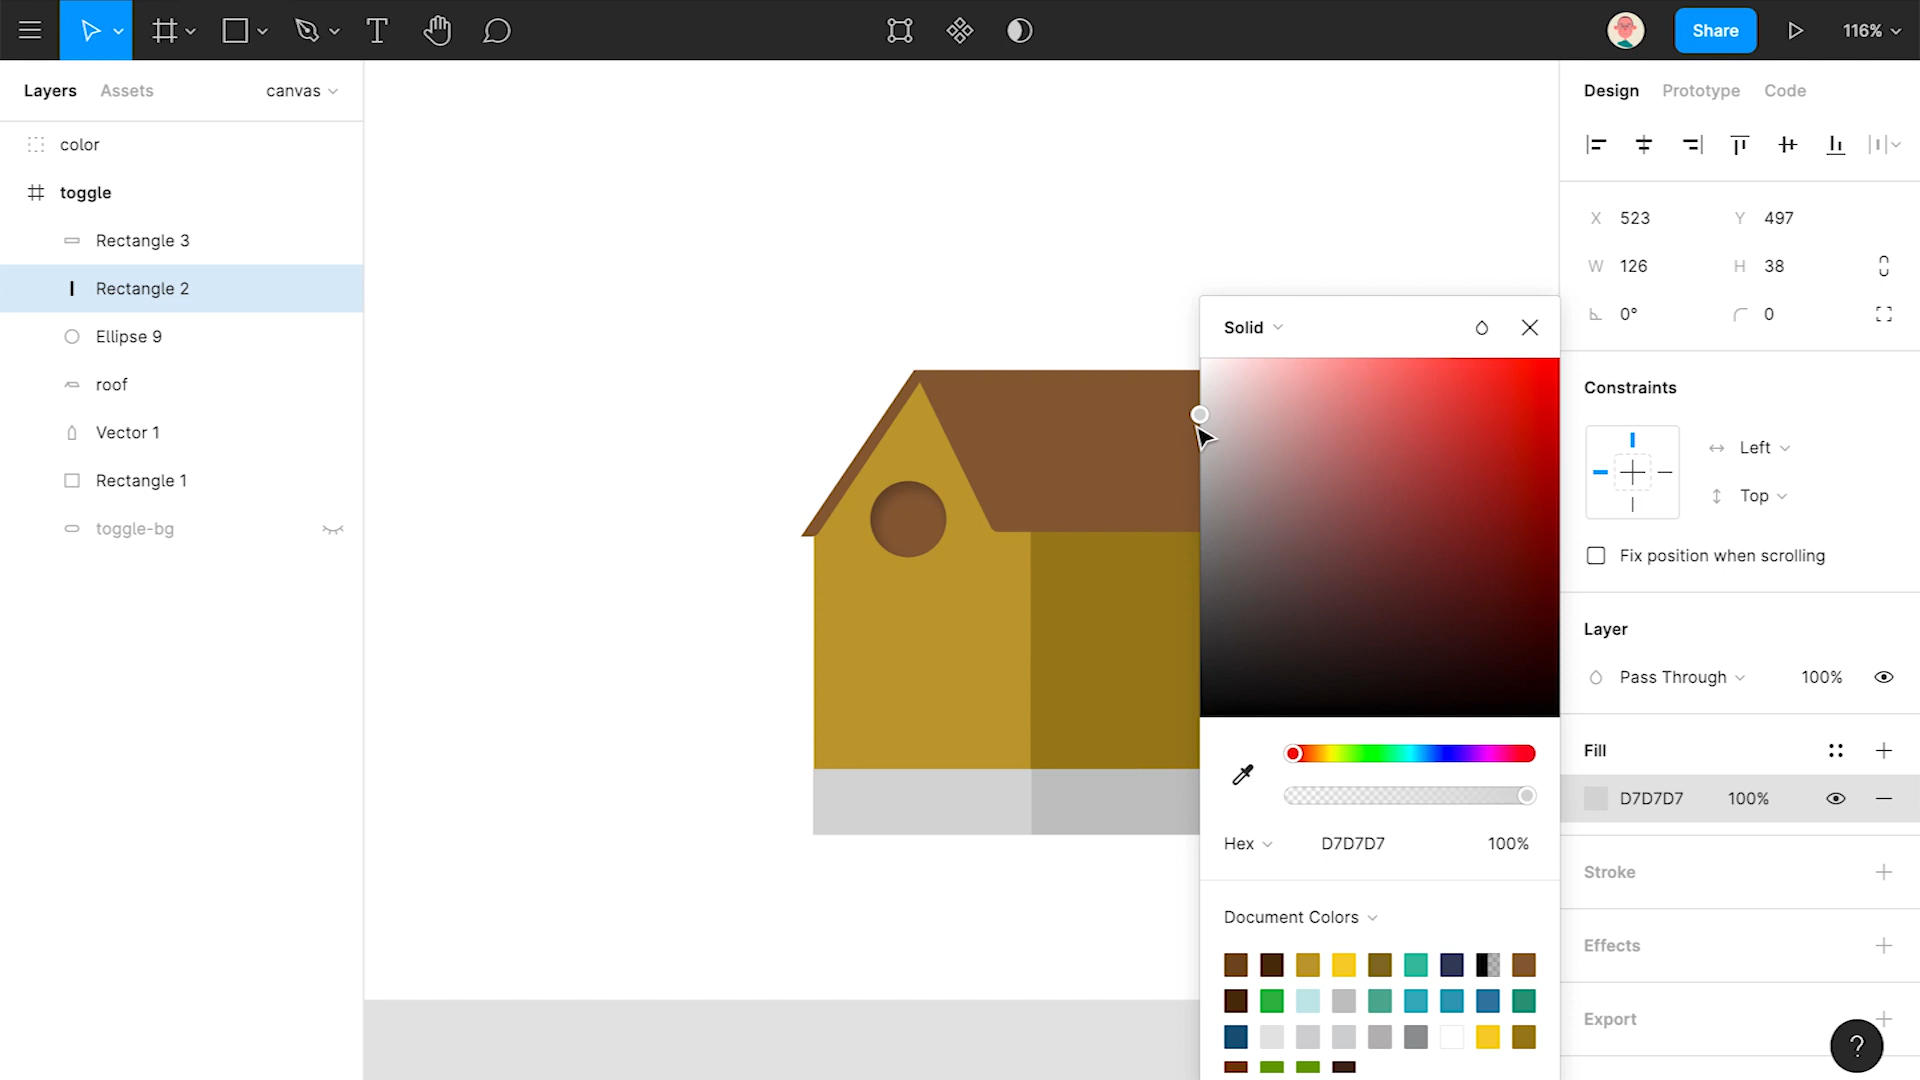 Share
116%
Layers
Assets
canvas
color
toggle
Rectangle 3
Rectangle 2
Ellipse 9
roof
Vector 1
Rectangle 1
toggle-bg
Solid
Hex
D7D7D7
100%
Document Colors
Design
Prototype
Code
X 523
Y 497
W 126
H 38
0°
0
Constraints
Left
Top
Fix position when scrolling
Layer
Pass Through
100%
Fill
D7D7D7
100%
Stroke
Effects
Export
?